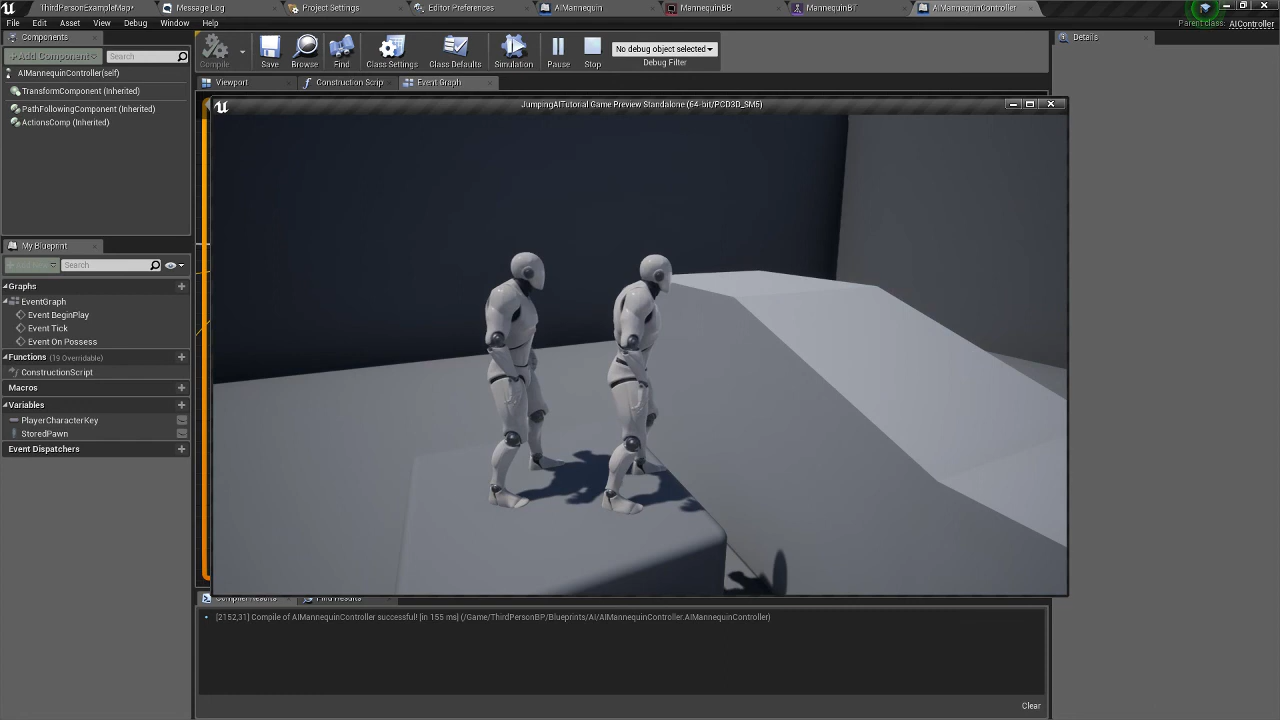 ThirdPersonExampleMap*
Message Log
Project Settings
Editor Preferences
AIMannequin
MannequinBB
MannequinBT
AIMannequinController
File Edit Asset View Debug Window Help
Parent class: AIController
Components
+Add Component
Search
AIMannequinController(self)
TransformComponent (Inherited)
PathFollowingComponent (Inherited)
ActionsComp (Inherited)
Compile
Save
Browse
Find
Class Settings
Class Defaults
Simulation
Pause
Stop
No debug object selected
Debug Filter
Details
Viewport
Construction Scrip
Event Graph
JumpingAITutorial Game Preview Standalone (64-bit/PCD3D_SM5)
My Blueprint
Search
Graphs
EventGraph
Event BeginPlay
Event Tick
Event On Possess
Functions (19 Overridable)
ConstructionScript
Macros
Variables
PlayerCharacterKey
StoredPawn
Event Dispatchers
Compiler Results
Find Results
[2152,31] Compile of AIMannequinController successful! [in 155 ms] (/Game/ThirdPersonBP/Blueprints/AI/AIMannequinController.AIMannequinController)
Clear